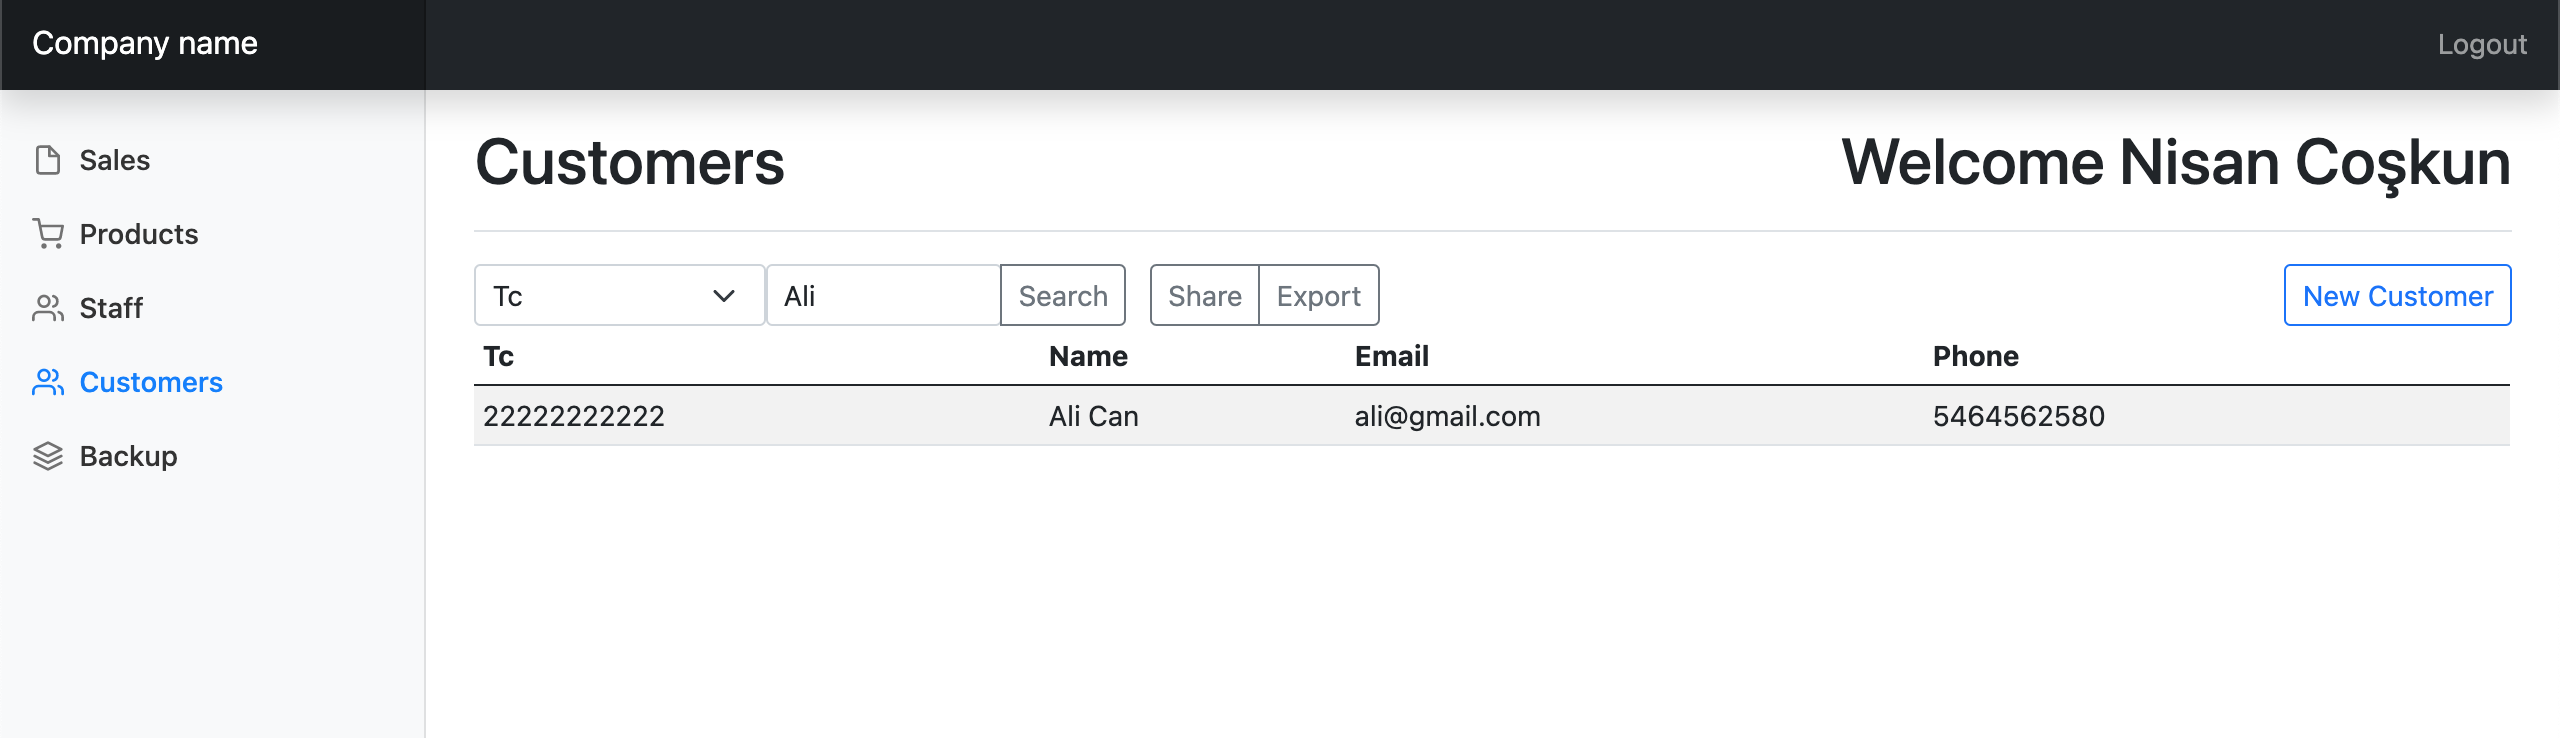 Company name
Logout
Sales
Products
Staff
Customers
Backup
Customers
Welcome Nisan Coşkun
Tc Ali Search Share Export New Customer
Tc Name Email Phone
22222222222 Ali Can ali@gmail.com 5464562580